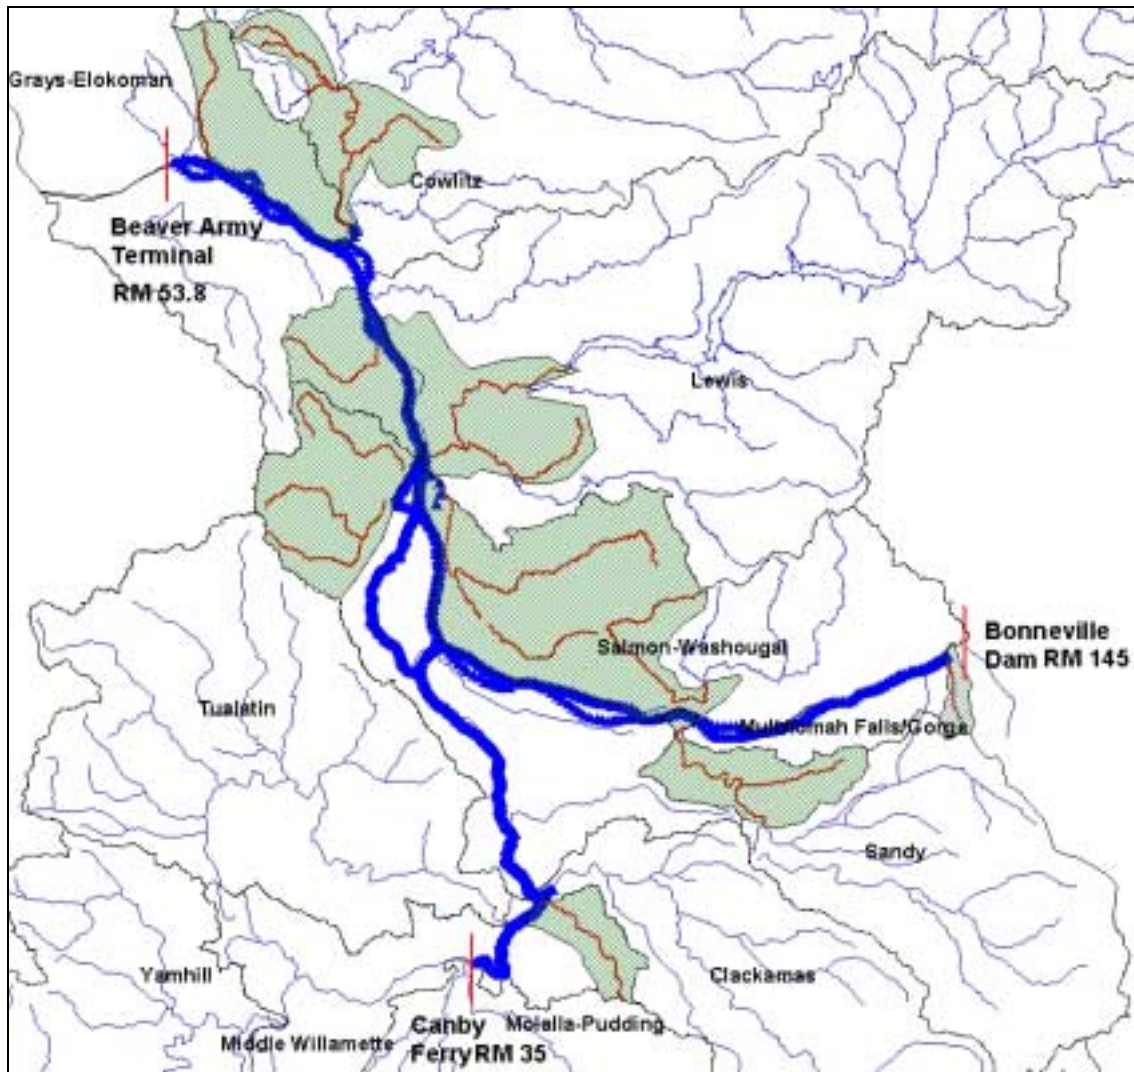 Grays-Elokoman
Cowlitz
Beaver Army
Terminal
RM 53.8
Lewis
Salmon-Washougal
Bonneville
Dam RM 145
Tualatin
Multnomah Falls/Gorge
Sandy
Yamhill
Clackamas
Canby
Ferry RM 35
Molalla-Pudding
Middle Willamette